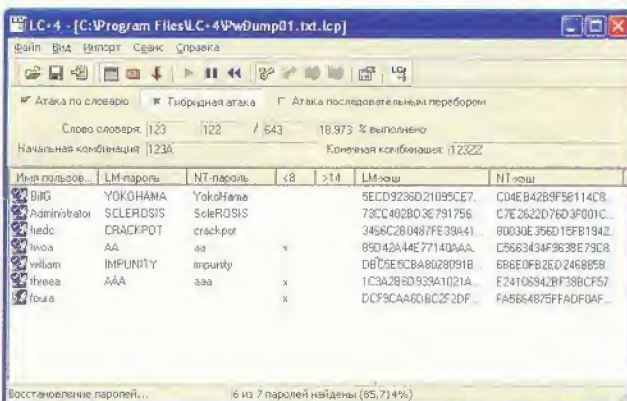 LC+4 - [C:\Program Files\LC+4\PwDump01.txt.lcp]
Файл Вид Импорт Сеанс Справка
Атака по словарю Гибридная атака Атака последовательным перебором
Слово словаря: 123 122 / 643 18,973 % выполнено
Начальная комбинация 123A Конечная комбинация: 123ZZ
Имя пользов... LM-пароль NT-пароль <8 >14 LM-хэш NT-хэш
BillG YOKOHAMA YokoHama 5ECD9236D21095CE7... C04EB42B9F5B114C8...
Administrator SCLEROSIS ScleROSIS 73CC402BD3E791756... C7E2622D76D3F001C...
fredc CRACKPOT crackpot 3466C2B0487FE39A41... 80030E356D15FB1942...
twoa AA aa x 89D42A44E77140AAA... C5663434F963BE79C8...
william IMPUNITY impunity DBC5E5CBA8028091B... 6B6E0FB2ED2468B58...
threea AAA aaa x 1C3A2B6D939A1021A... E24106942BF38BCF57...
foura x DCF9CAA6DBC2F2DF... FA5664875FFADF0AF...
Восстановление паролей... 6 из 7 паролей найдены (85,714%)